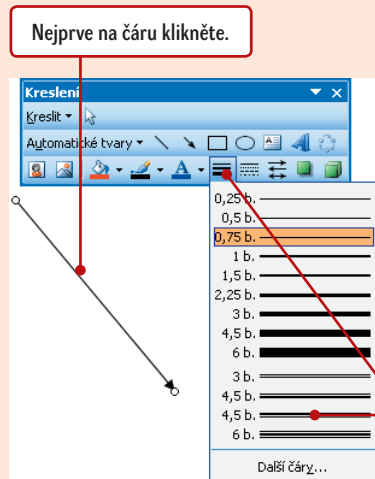 Nejprve na čáru klikněte.
Kreslení
Kreslit
Automatické tvary
0,25 b.
0,5 b.
0,75 b.
1 b.
1,5 b.
2,25 b.
3 b.
4,5 b.
6 b.
3 b.
4,5 b.
4,5 b.
6 b.
Další čáry...